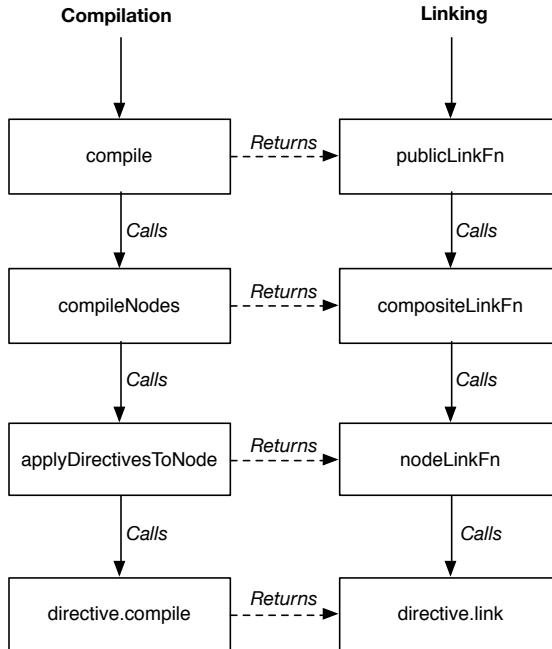 Compilation
Linking
compile
Returns
publicLinkFn
Calls
Calls
compileNodes
Returns
compositeLinkFn
Calls
Calls
applyDirectivesToNode
Returns
nodeLinkFn
Calls
Calls
directive.compile
Returns
directive.link